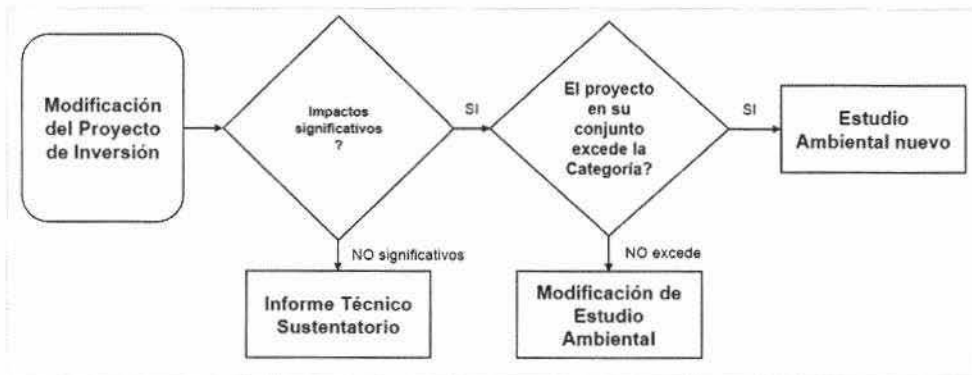 Modificación
del Proyecto
de Inversión
Impactos
significativos
?
SI
El proyecto
en su
conjunto
excede la
Categoría?
SI
Estudio
Ambiental nuevo
NO significativos
Informe Técnico
Sustentatorio
NO excede
Modificación de
Estudio
Ambiental